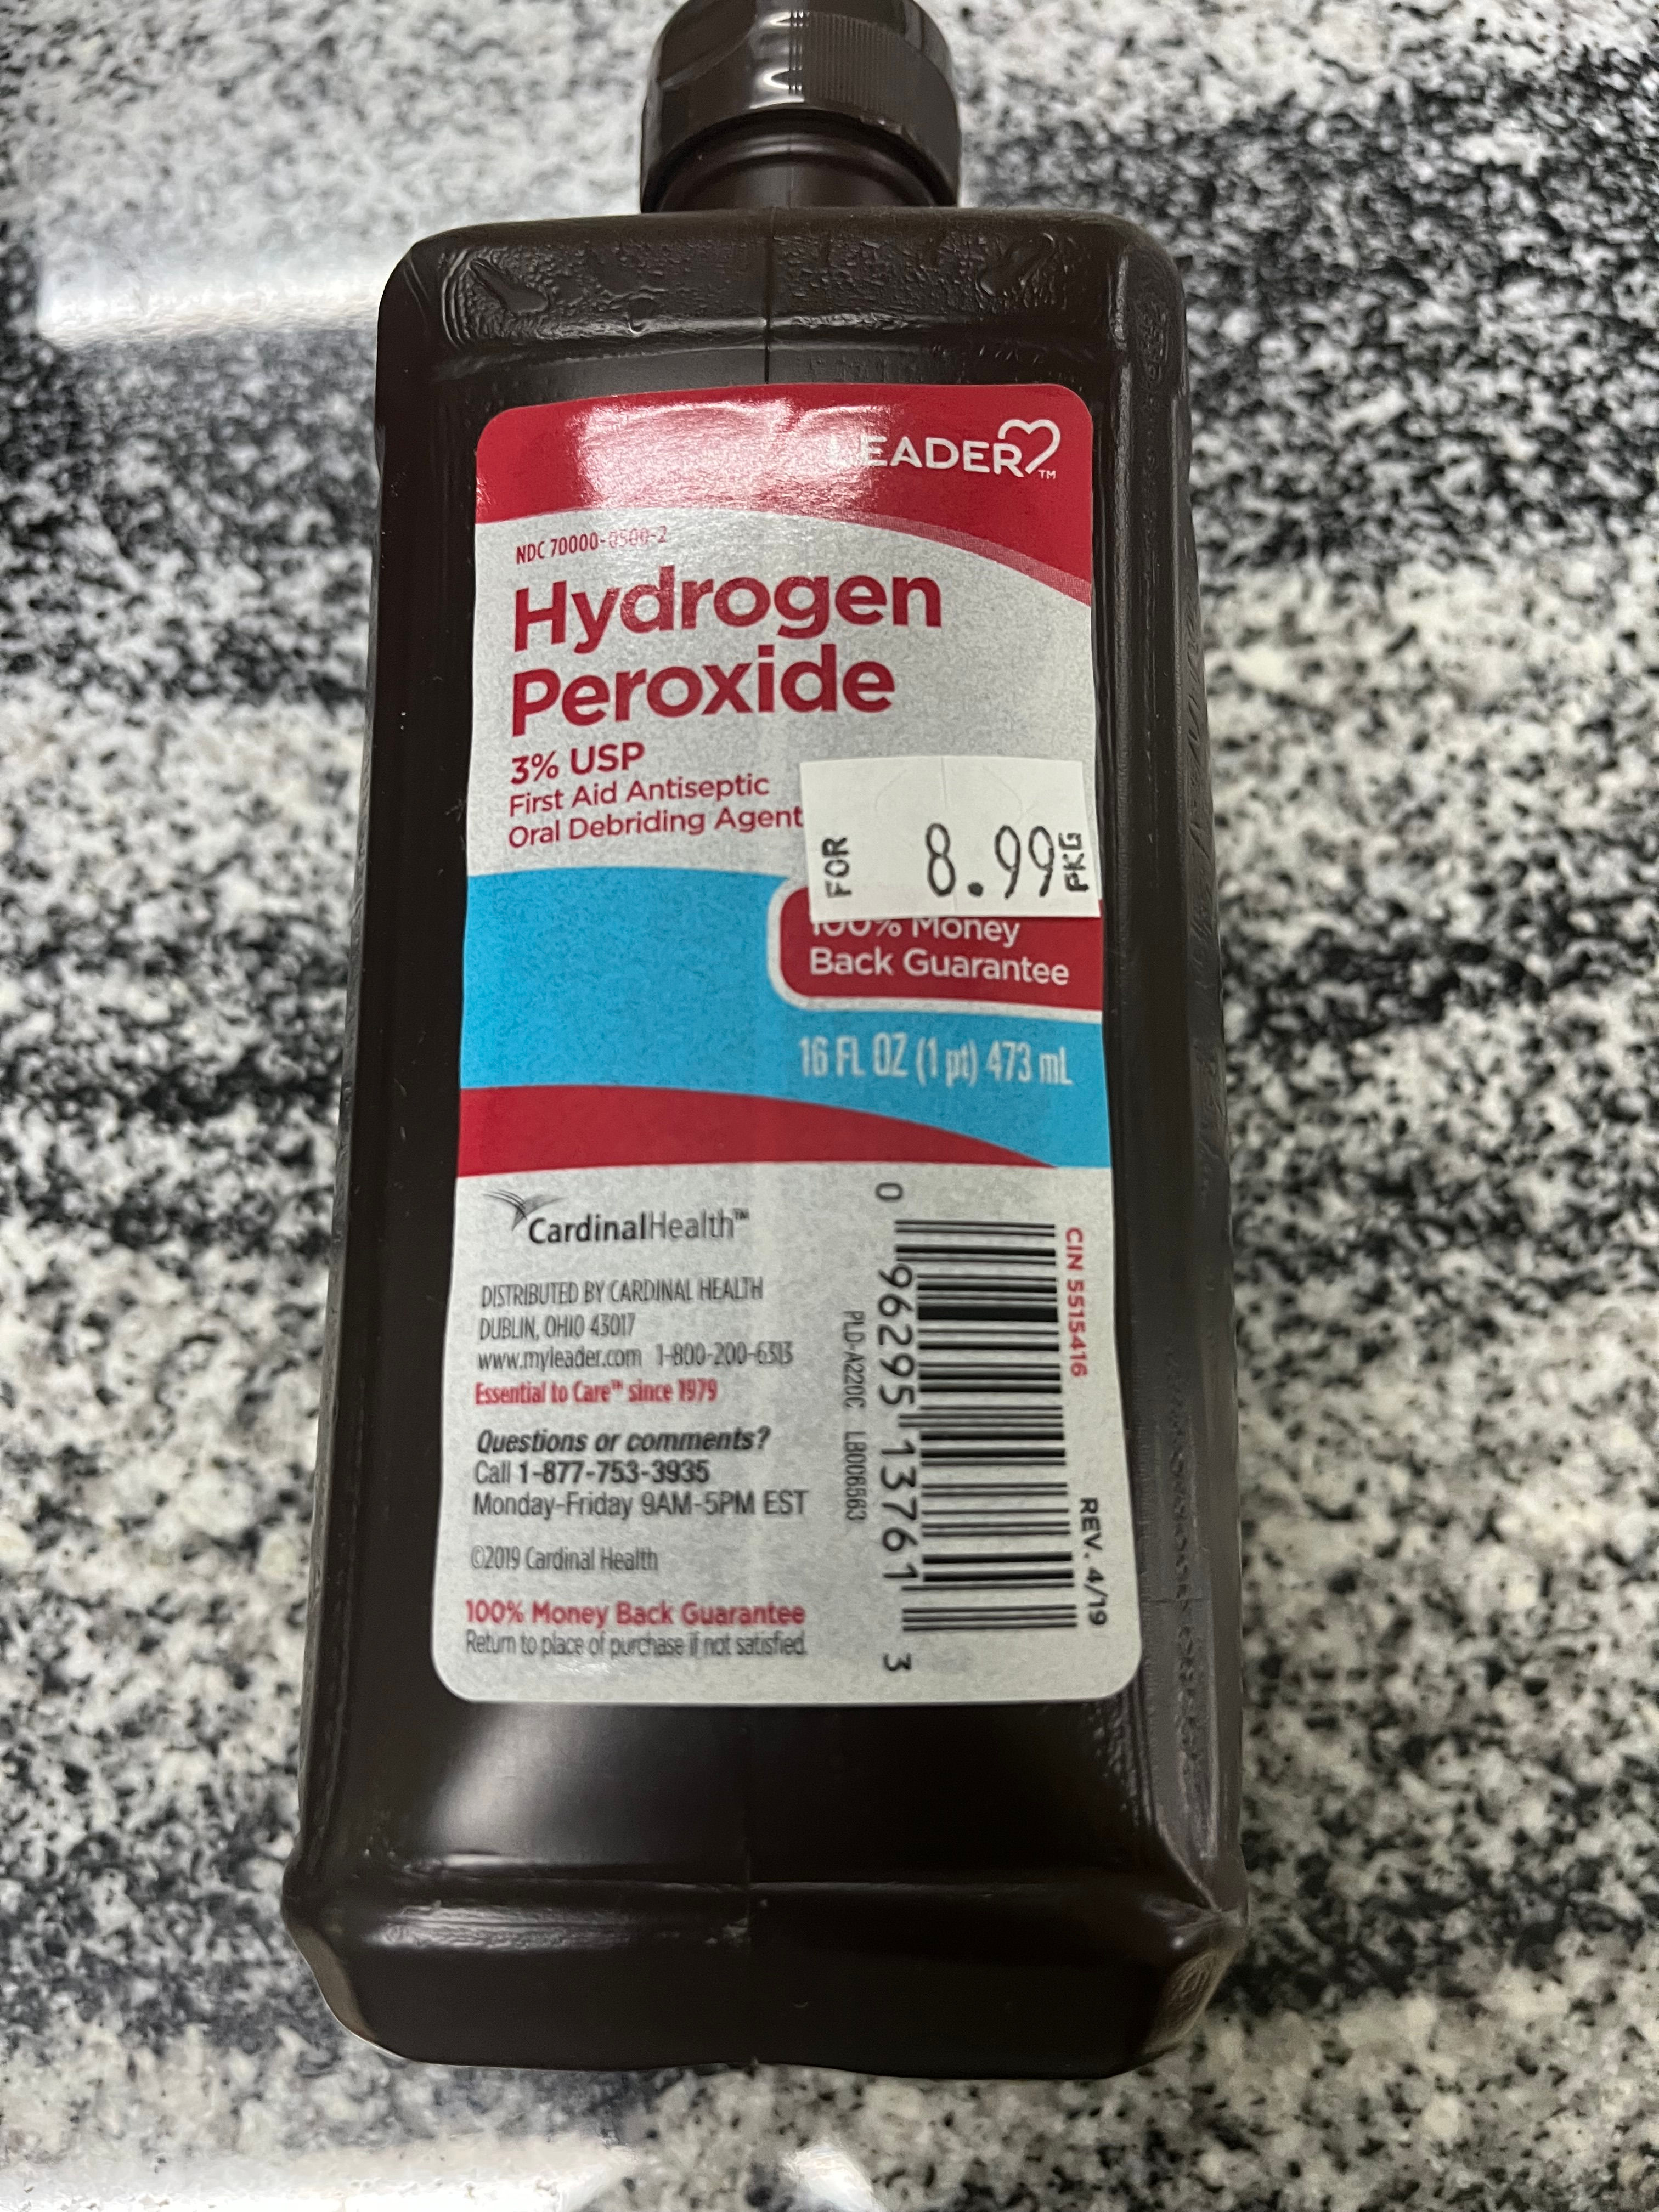 LEADER™
NDC 70000-0500-2
Hydrogen
Peroxide
3% USP
First Aid Antiseptic
Oral Debriding Agent
FOR 8.99 PKG
100% Money
Back Guarantee
16 FL OZ (1 pt) 473 mL
CardinalHealth™
DISTRIBUTED BY CARDINAL HEALTH
DUBLIN, OHIO 43017
www.myleader.com 1-800-200-6313
Essential to Care™ since 1979
Questions or comments?
Call 1-877-753-3935
Monday-Friday 9AM-5PM EST
©2019 Cardinal Health
100% Money Back Guarantee
Return to place of purchase if not satisfied.
PLD-A220C LB006563
0 96295 13761 3
CIN 5515416
REV. 4/19